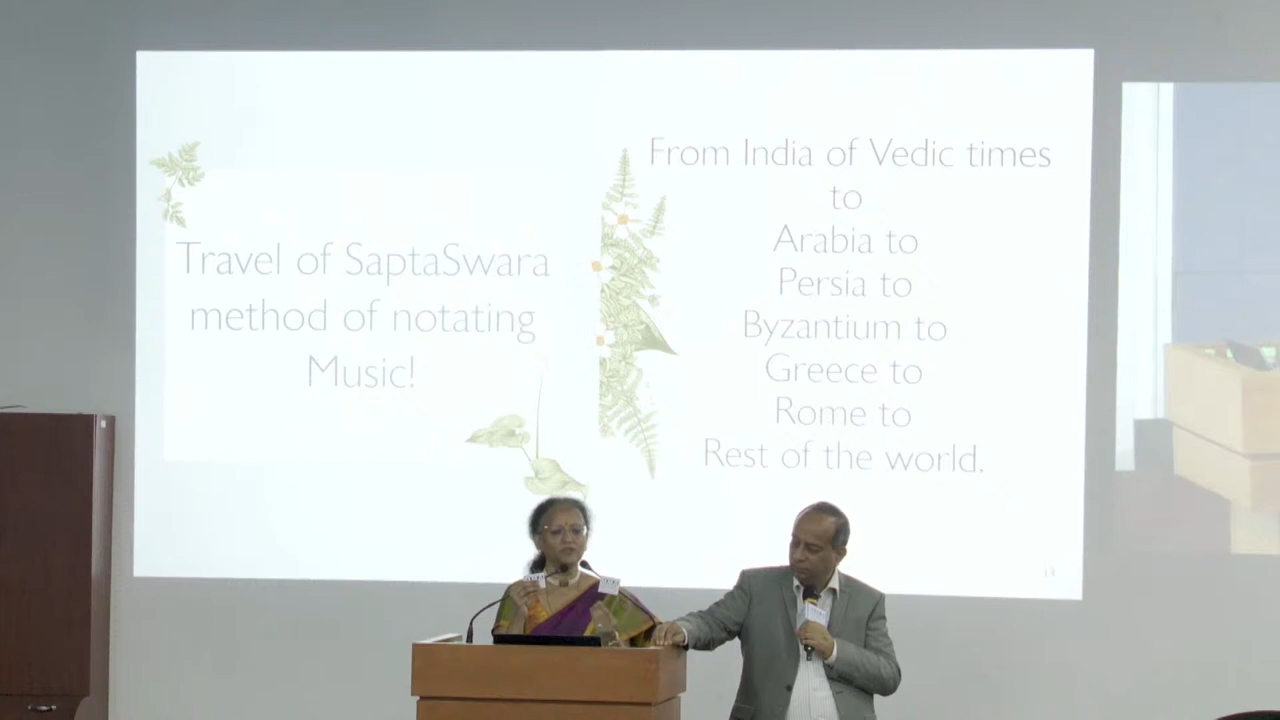 Travel of SaptaSwara
method of notating
Music!
From India of Vedic times
to
Arabia to
Persia to
Byzantium to
Greece to
Rome to
Rest of the world.